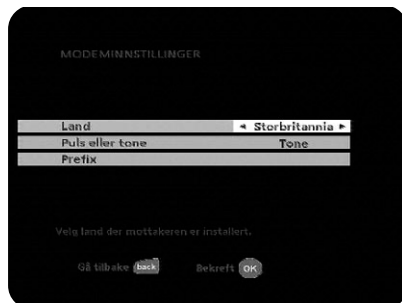 MODEMINNSTILLINGER
Land ◄ Storbritannia ►
Puls eller tone Tone
Prefix
Velg land der mottakeren er installert.
Gå tilbake back Bekreft OK